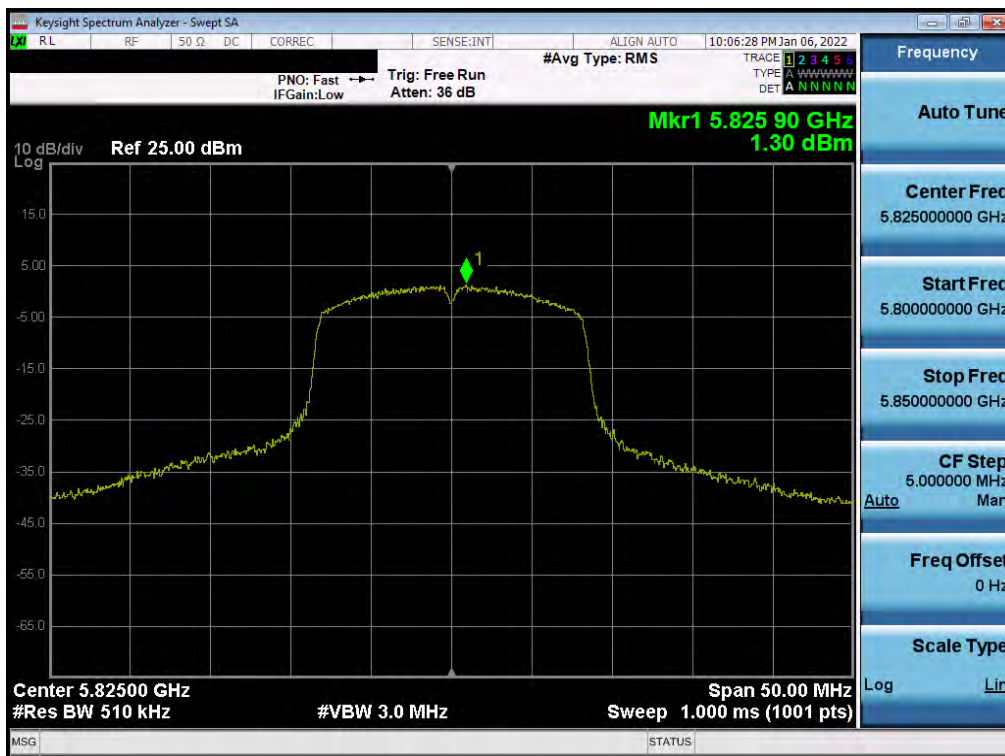 Keysight Spectrum Analyzer - Swept SA
LXI RL RF 50 Ω DC CORREC SENSE:INT ALIGN AUTO 10:06:28 PM Jan 06, 2022
#Avg Type: RMS
TRACE 1 2 3 4 5 6
PNO: Fast Trig: Free Run
TYPE A WWWWW
IFGain:Low Atten: 36 dB
DET A N N N N N
Mkr1 5.825 90 GHz
1.30 dBm
10 dB/div Ref 25.00 dBm
Log
15.0
5.00
-5.00
-15.0
-25.0
-35.0
-45.0
-55.0
-65.0
1
Center 5.82500 GHz Span 50.00 MHz
#Res BW 510 kHz #VBW 3.0 MHz Sweep 1.000 ms (1001 pts)
MSG STATUS
Frequency
Auto Tune
Center Freq
5.825000000 GHz
Start Freq
5.800000000 GHz
Stop Freq
5.850000000 GHz
CF Step
5.000000 MHz
Auto Man
Freq Offset
0 Hz
Scale Type
Log Lin